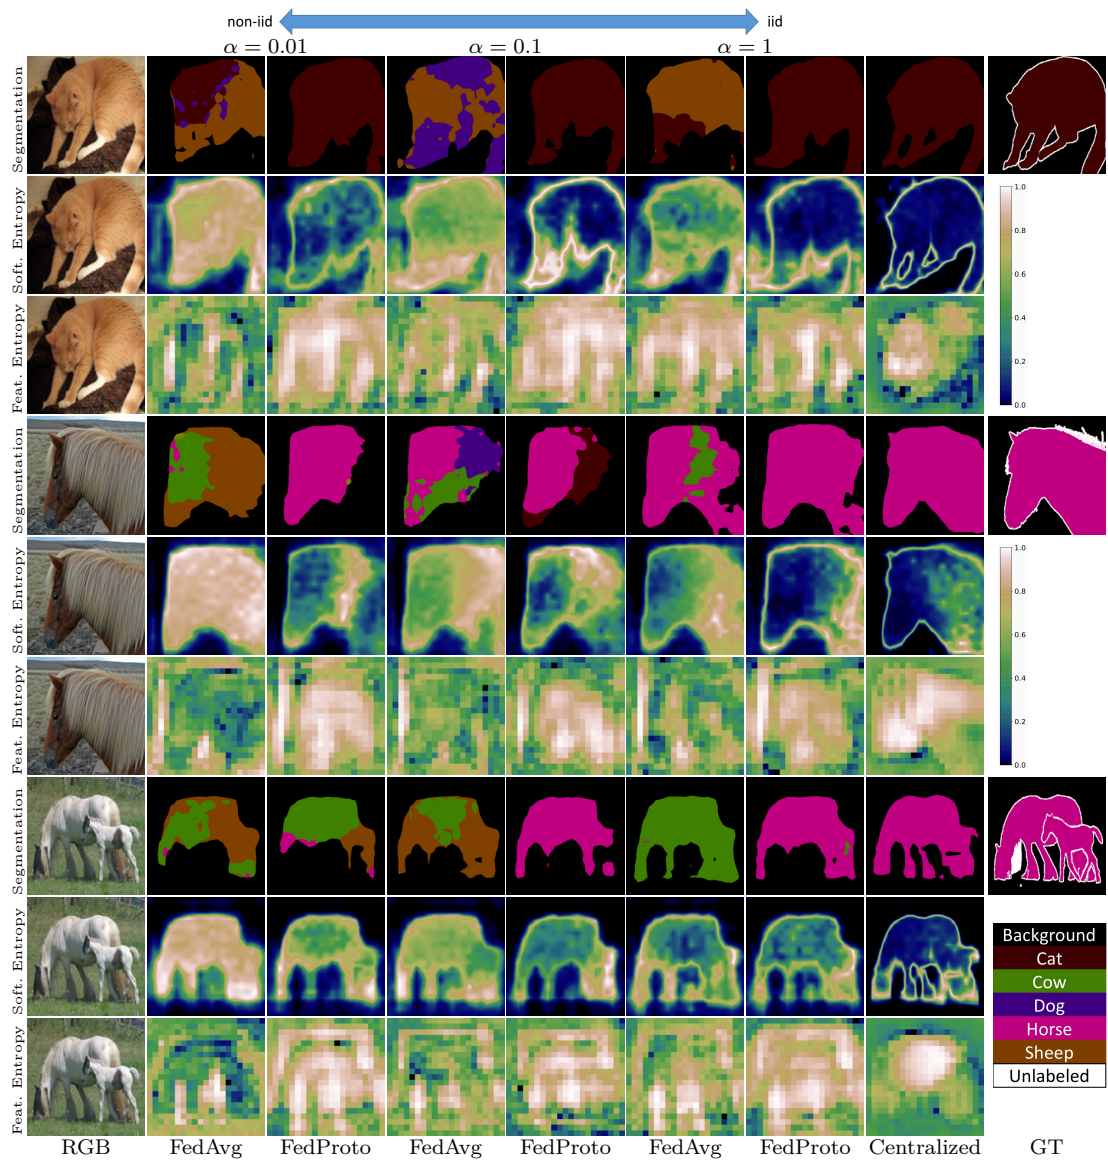 non-iid iid
α = 0.01 α = 0.1 α = 1
Segmentation
Soft. Entropy
1.0
0.8
0.6
0.4
0.2
0.0
Feat. Entropy
Segmentation
Soft. Entropy
1.0
0.8
0.6
0.4
0.2
0.0
Feat. Entropy
Segmentation
Soft. Entropy
Background
Cat
Cow
Dog
Horse
Sheep
Unlabeled
Feat. Entropy
RGB FedAvg FedProto FedAvg FedProto FedAvg FedProto Centralized GT